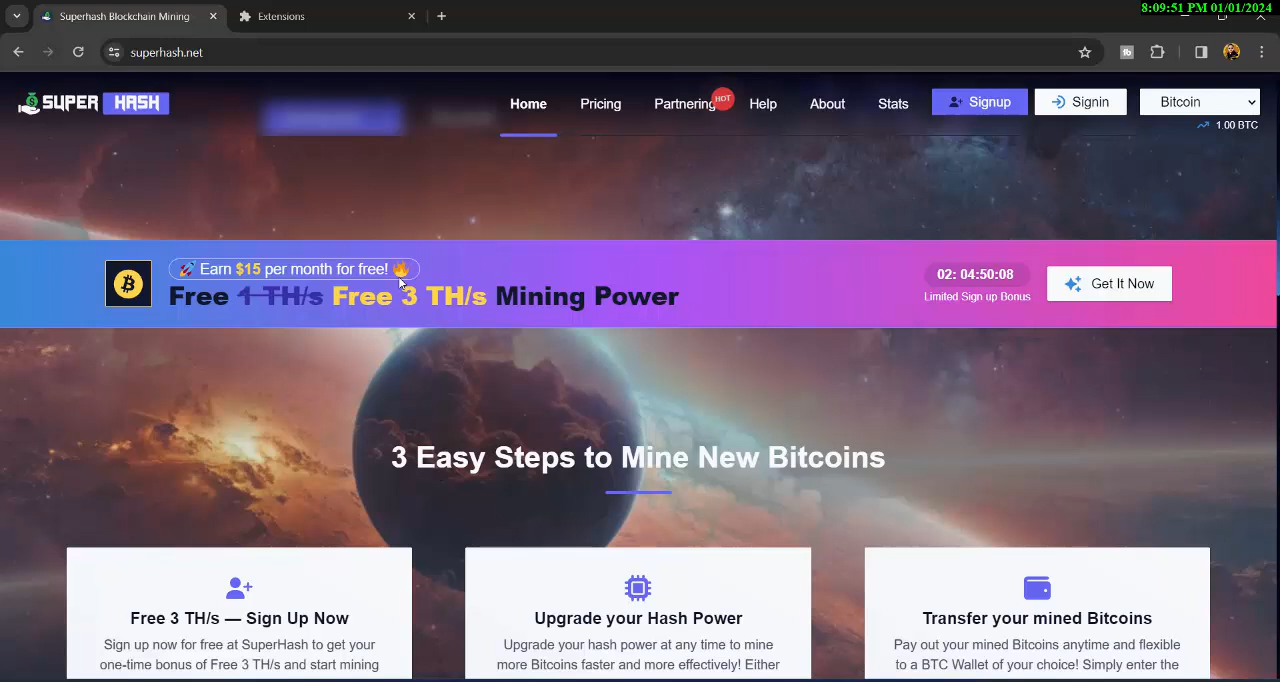 8:09:51 PM 01/01/2024
Superhash Blockchain Mining
Extensions
superhash.net
SUPER HASH
Home
Pricing
Partnering
HOT
Help
About
Stats
Signup
Signin
Bitcoin
1.00 BTC
🚀 Earn $15 per month for free! 🔥
Free 1 TH/s Free 3 TH/s Mining Power
02: 04:50:08
Limited Sign up Bonus
Get It Now
3 Easy Steps to Mine New Bitcoins
Free 3 TH/s — Sign Up Now
Sign up now for free at SuperHash to get your
one-time bonus of Free 3 TH/s and start mining
Upgrade your Hash Power
Upgrade your hash power at any time to mine
more Bitcoins faster and more effectively! Either
Transfer your mined Bitcoins
Pay out your mined Bitcoins anytime and flexible
to a BTC Wallet of your choice! Simply enter the